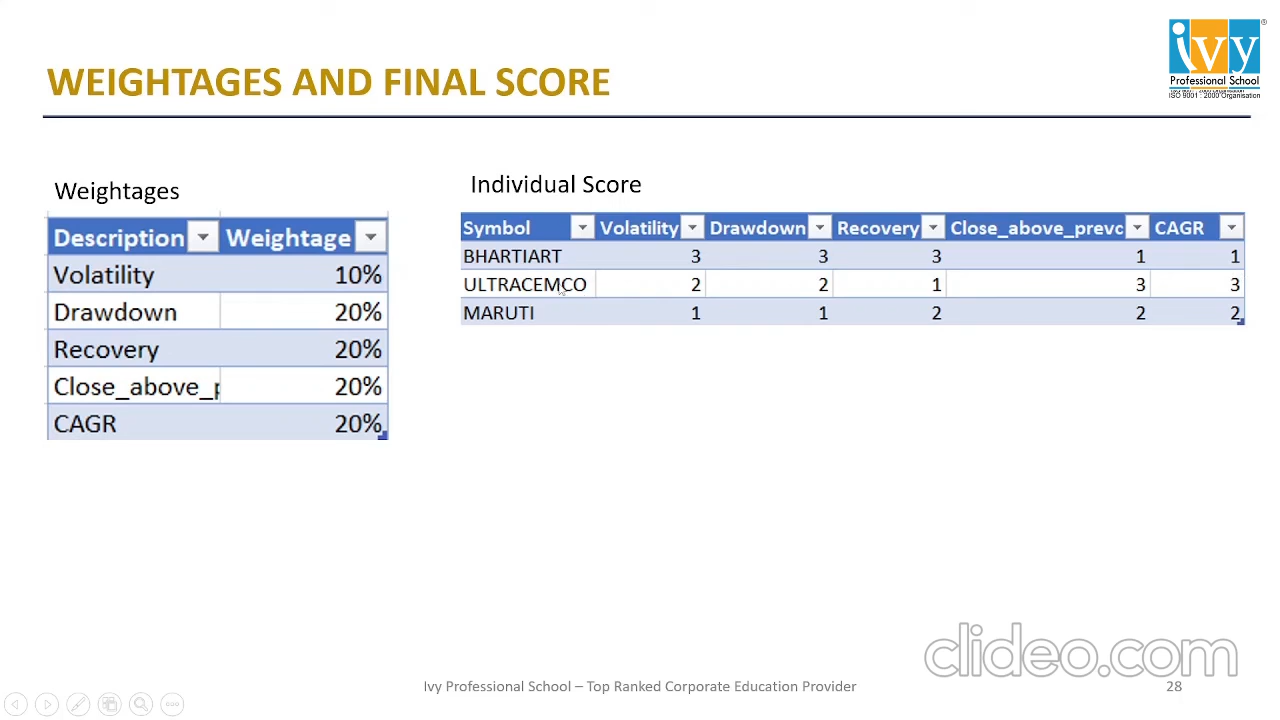 ivy
®
Professional School
ISO 9001 : 2000 Organisation
WEIGHTAGES AND FINAL SCORE
Weightages
Description Weightage
Volatility 10%
Drawdown 20%
Recovery 20%
Close_above_p 20%
CAGR 20%
Individual Score
Symbol Volatility Drawdown Recovery Close_above_prevc CAGR
BHARTIART 3 3 3 1 1
ULTRACEMCO 2 2 1 3 3
MARUTI 1 1 2 2 2
clideo.com
Ivy Professional School – Top Ranked Corporate Education Provider 28